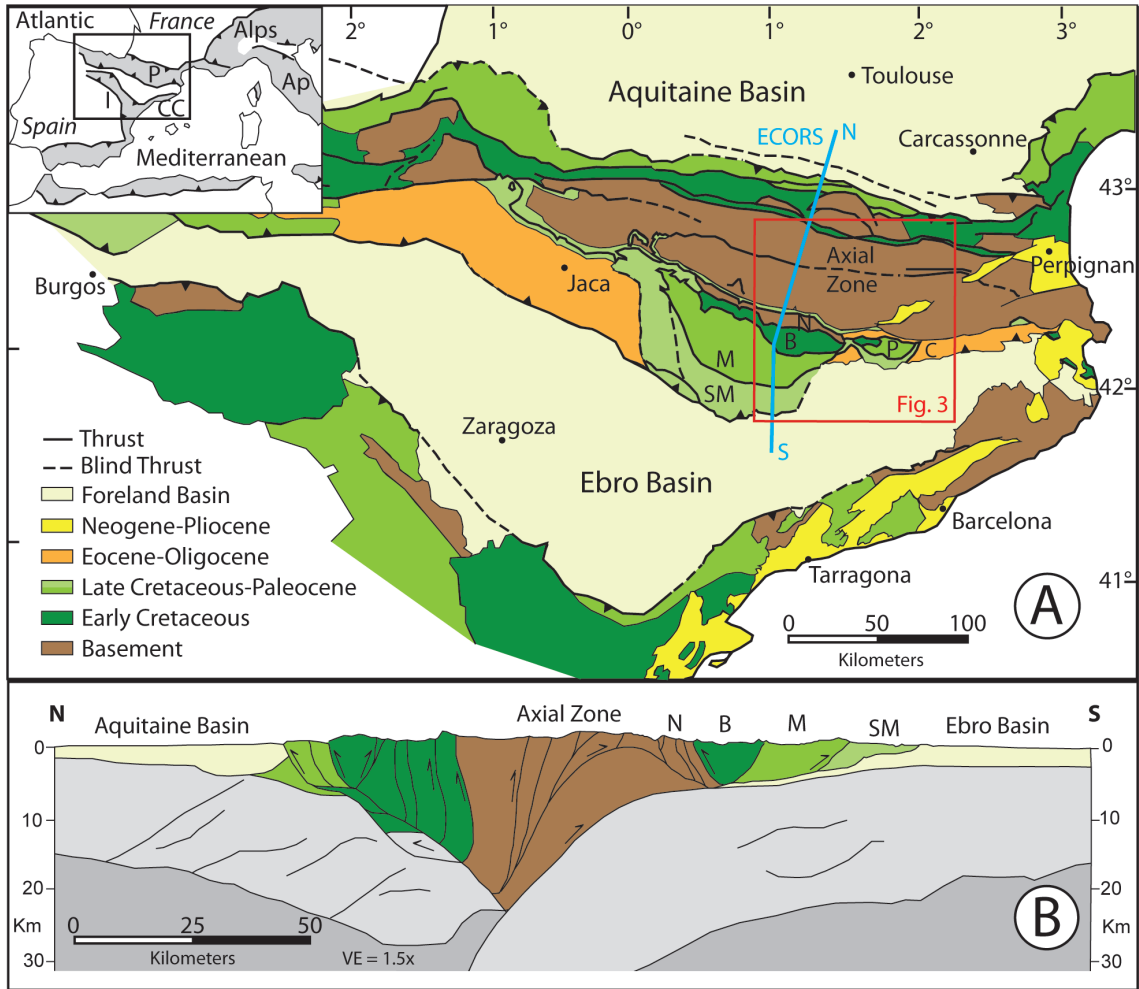 Atlantic
France
Alps
P
Ap
I
CC
Spain
Mediterranean
2°
1°
0°
1°
2°
3°
Aquitaine Basin
Toulouse
ECORS
N
Carcassonne
43°
Axial
Zone
Perpignan
Burgos
Jaca
N
B
P
C
M
SM
42°
Fig. 3
S
Zaragoza
Ebro Basin
Barcelona
Tarragona
41°
Thrust
Blind Thrust
Foreland Basin
Neogene-Pliocene
Eocene-Oligocene
Late Cretaceous-Paleocene
Early Cretaceous
Basement
0 50 100
Kilometers
A
N
Aquitaine Basin
Axial Zone
N
B
M
SM
Ebro Basin
S
0
10
20
Km
30
0
10
20
Km
30
0 25 50
Kilometers
VE = 1.5x
B